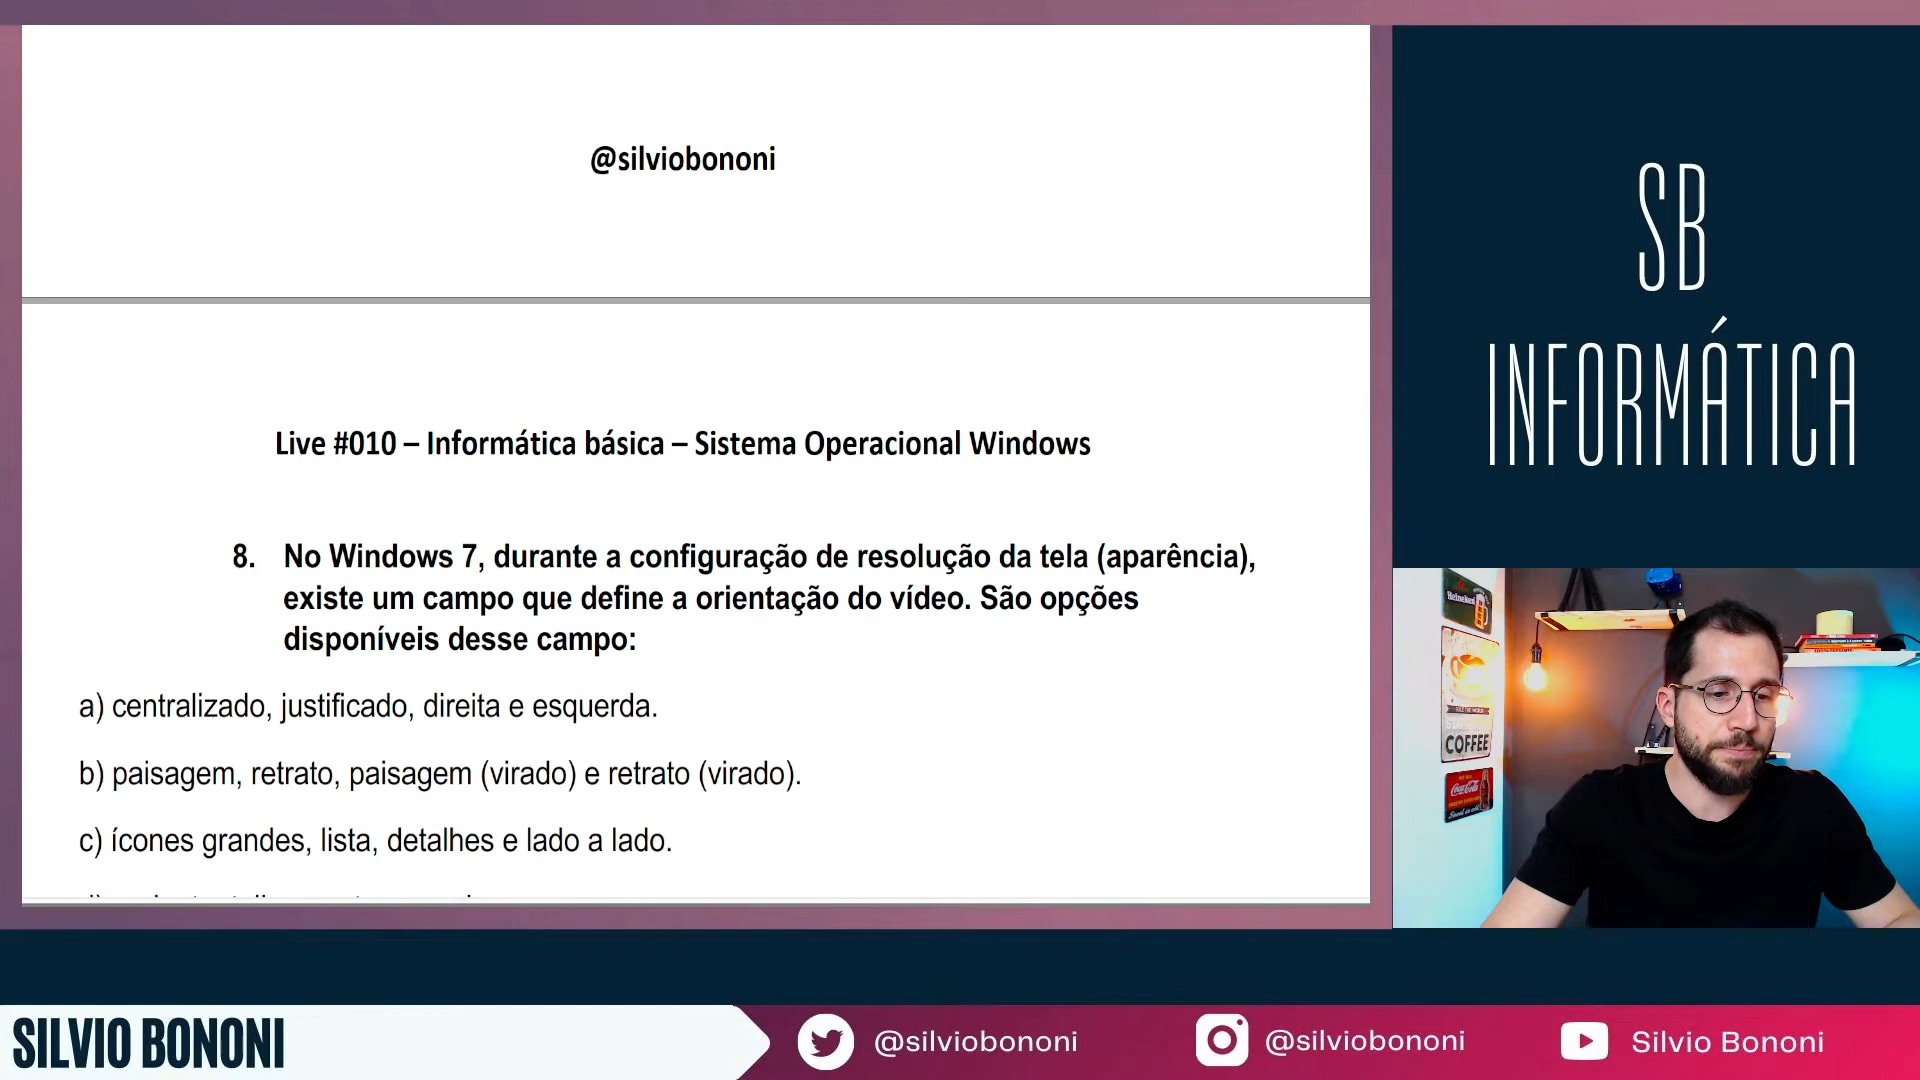 @silviobononi
Live #010 – Informática básica – Sistema Operacional Windows
8. No Windows 7, durante a configuração de resolução da tela (aparência),
existe um campo que define a orientação do vídeo. São opções
disponíveis desse campo:
a) centralizado, justificado, direita e esquerda.
b) paisagem, retrato, paisagem (virado) e retrato (virado).
c) ícones grandes, lista, detalhes e lado a lado.
SB
INFORMÁTICA
Heineken
COFFEE
Coca-Cola
SILVIO BONONI
@silviobononi
@silviobononi
Silvio Bononi